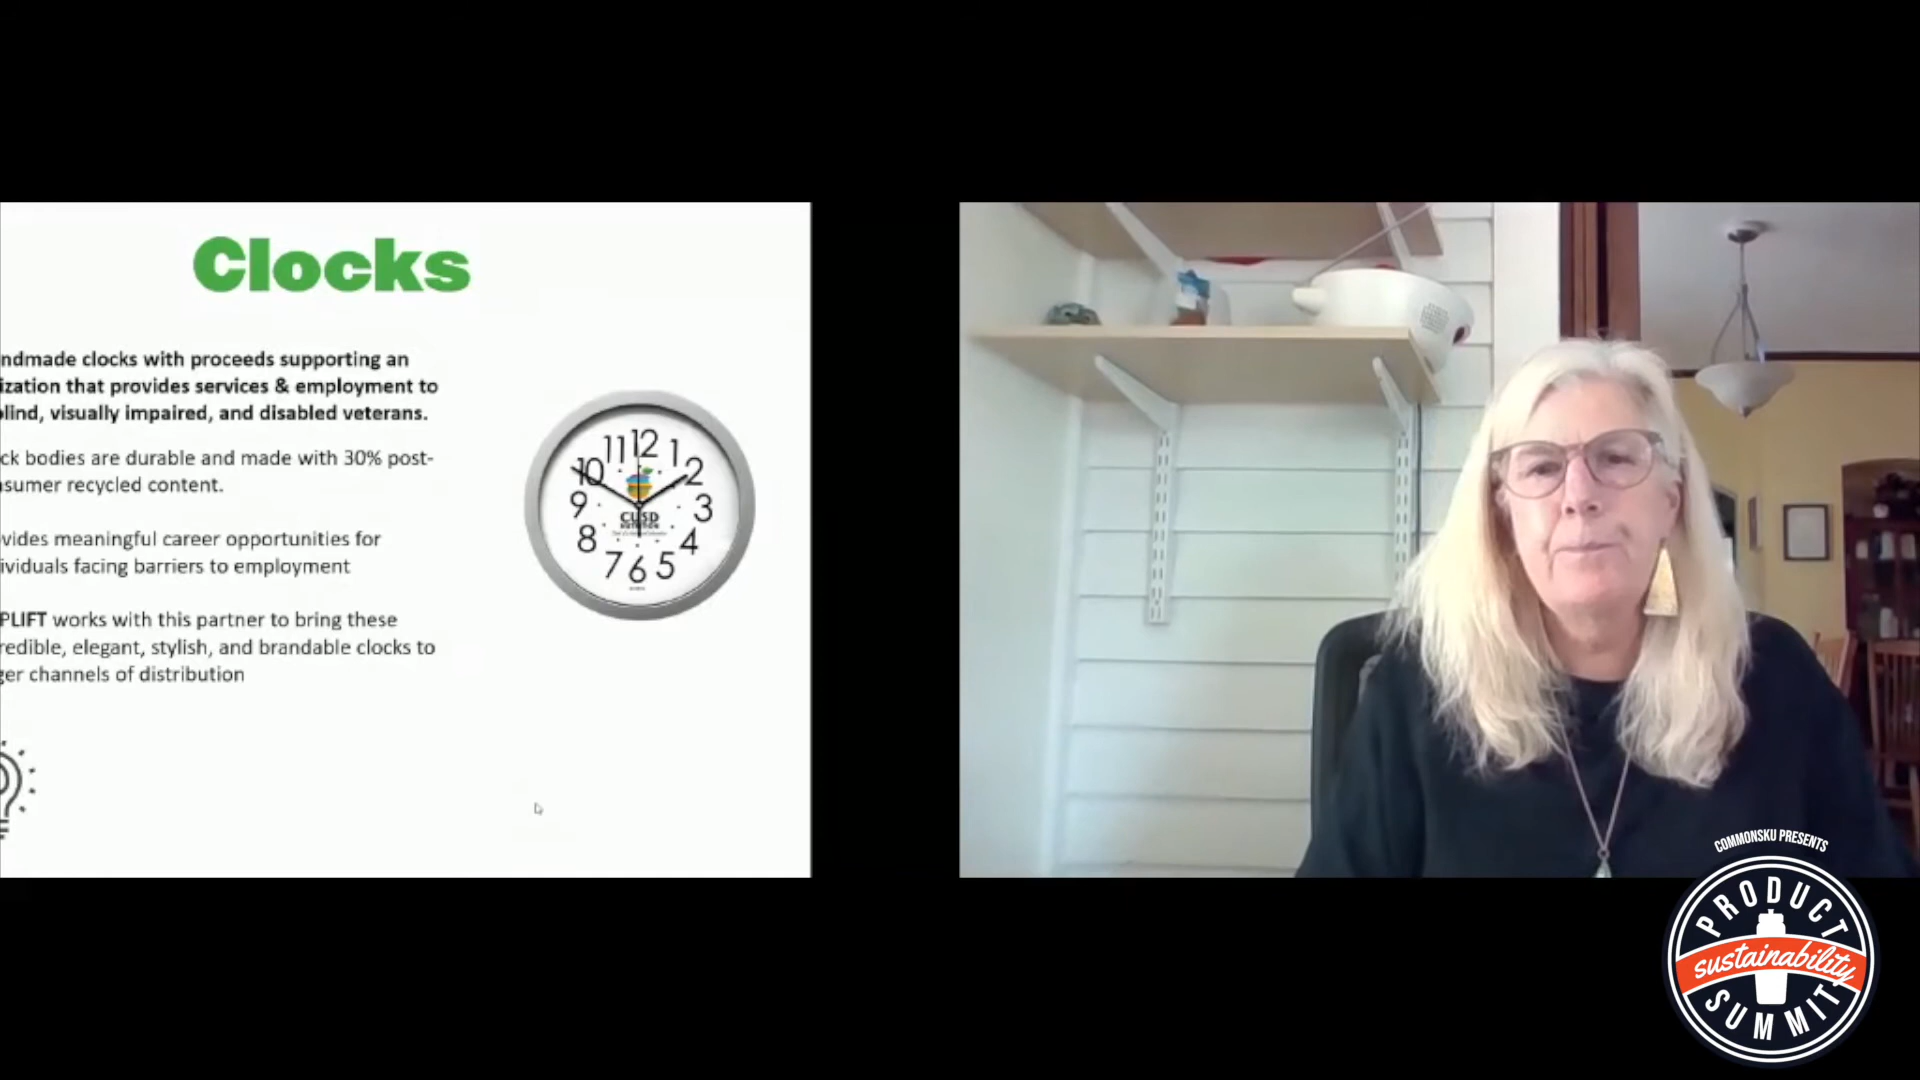 Clocks
ndmade clocks with proceeds supporting an
ization that provides services & employment to
blind, visually impaired, and disabled veterans.
ck bodies are durable and made with 30% post-
sumer recycled content.
vides meaningful career opportunities for
ividuals facing barriers to employment
PLIFT works with this partner to bring these
redible, elegant, stylish, and brandable clocks to
ger channels of distribution
11 12 1
10 2
9 3
CUSD
8 4
7 6 5
COMMONSKU PRESENTS
PRODUCT
sustainability
SUMMIT